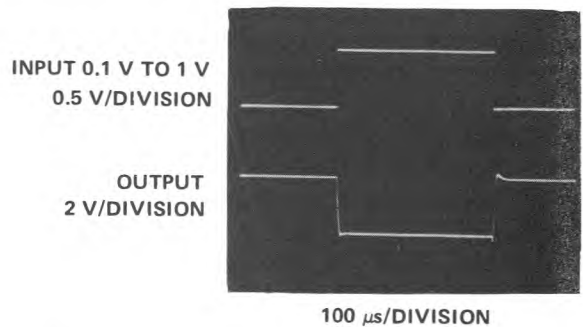 INPUT 0.1 V TO 1 V
0.5 V/DIVISION
OUTPUT
2 V/DIVISION
100 μs/DIVISION